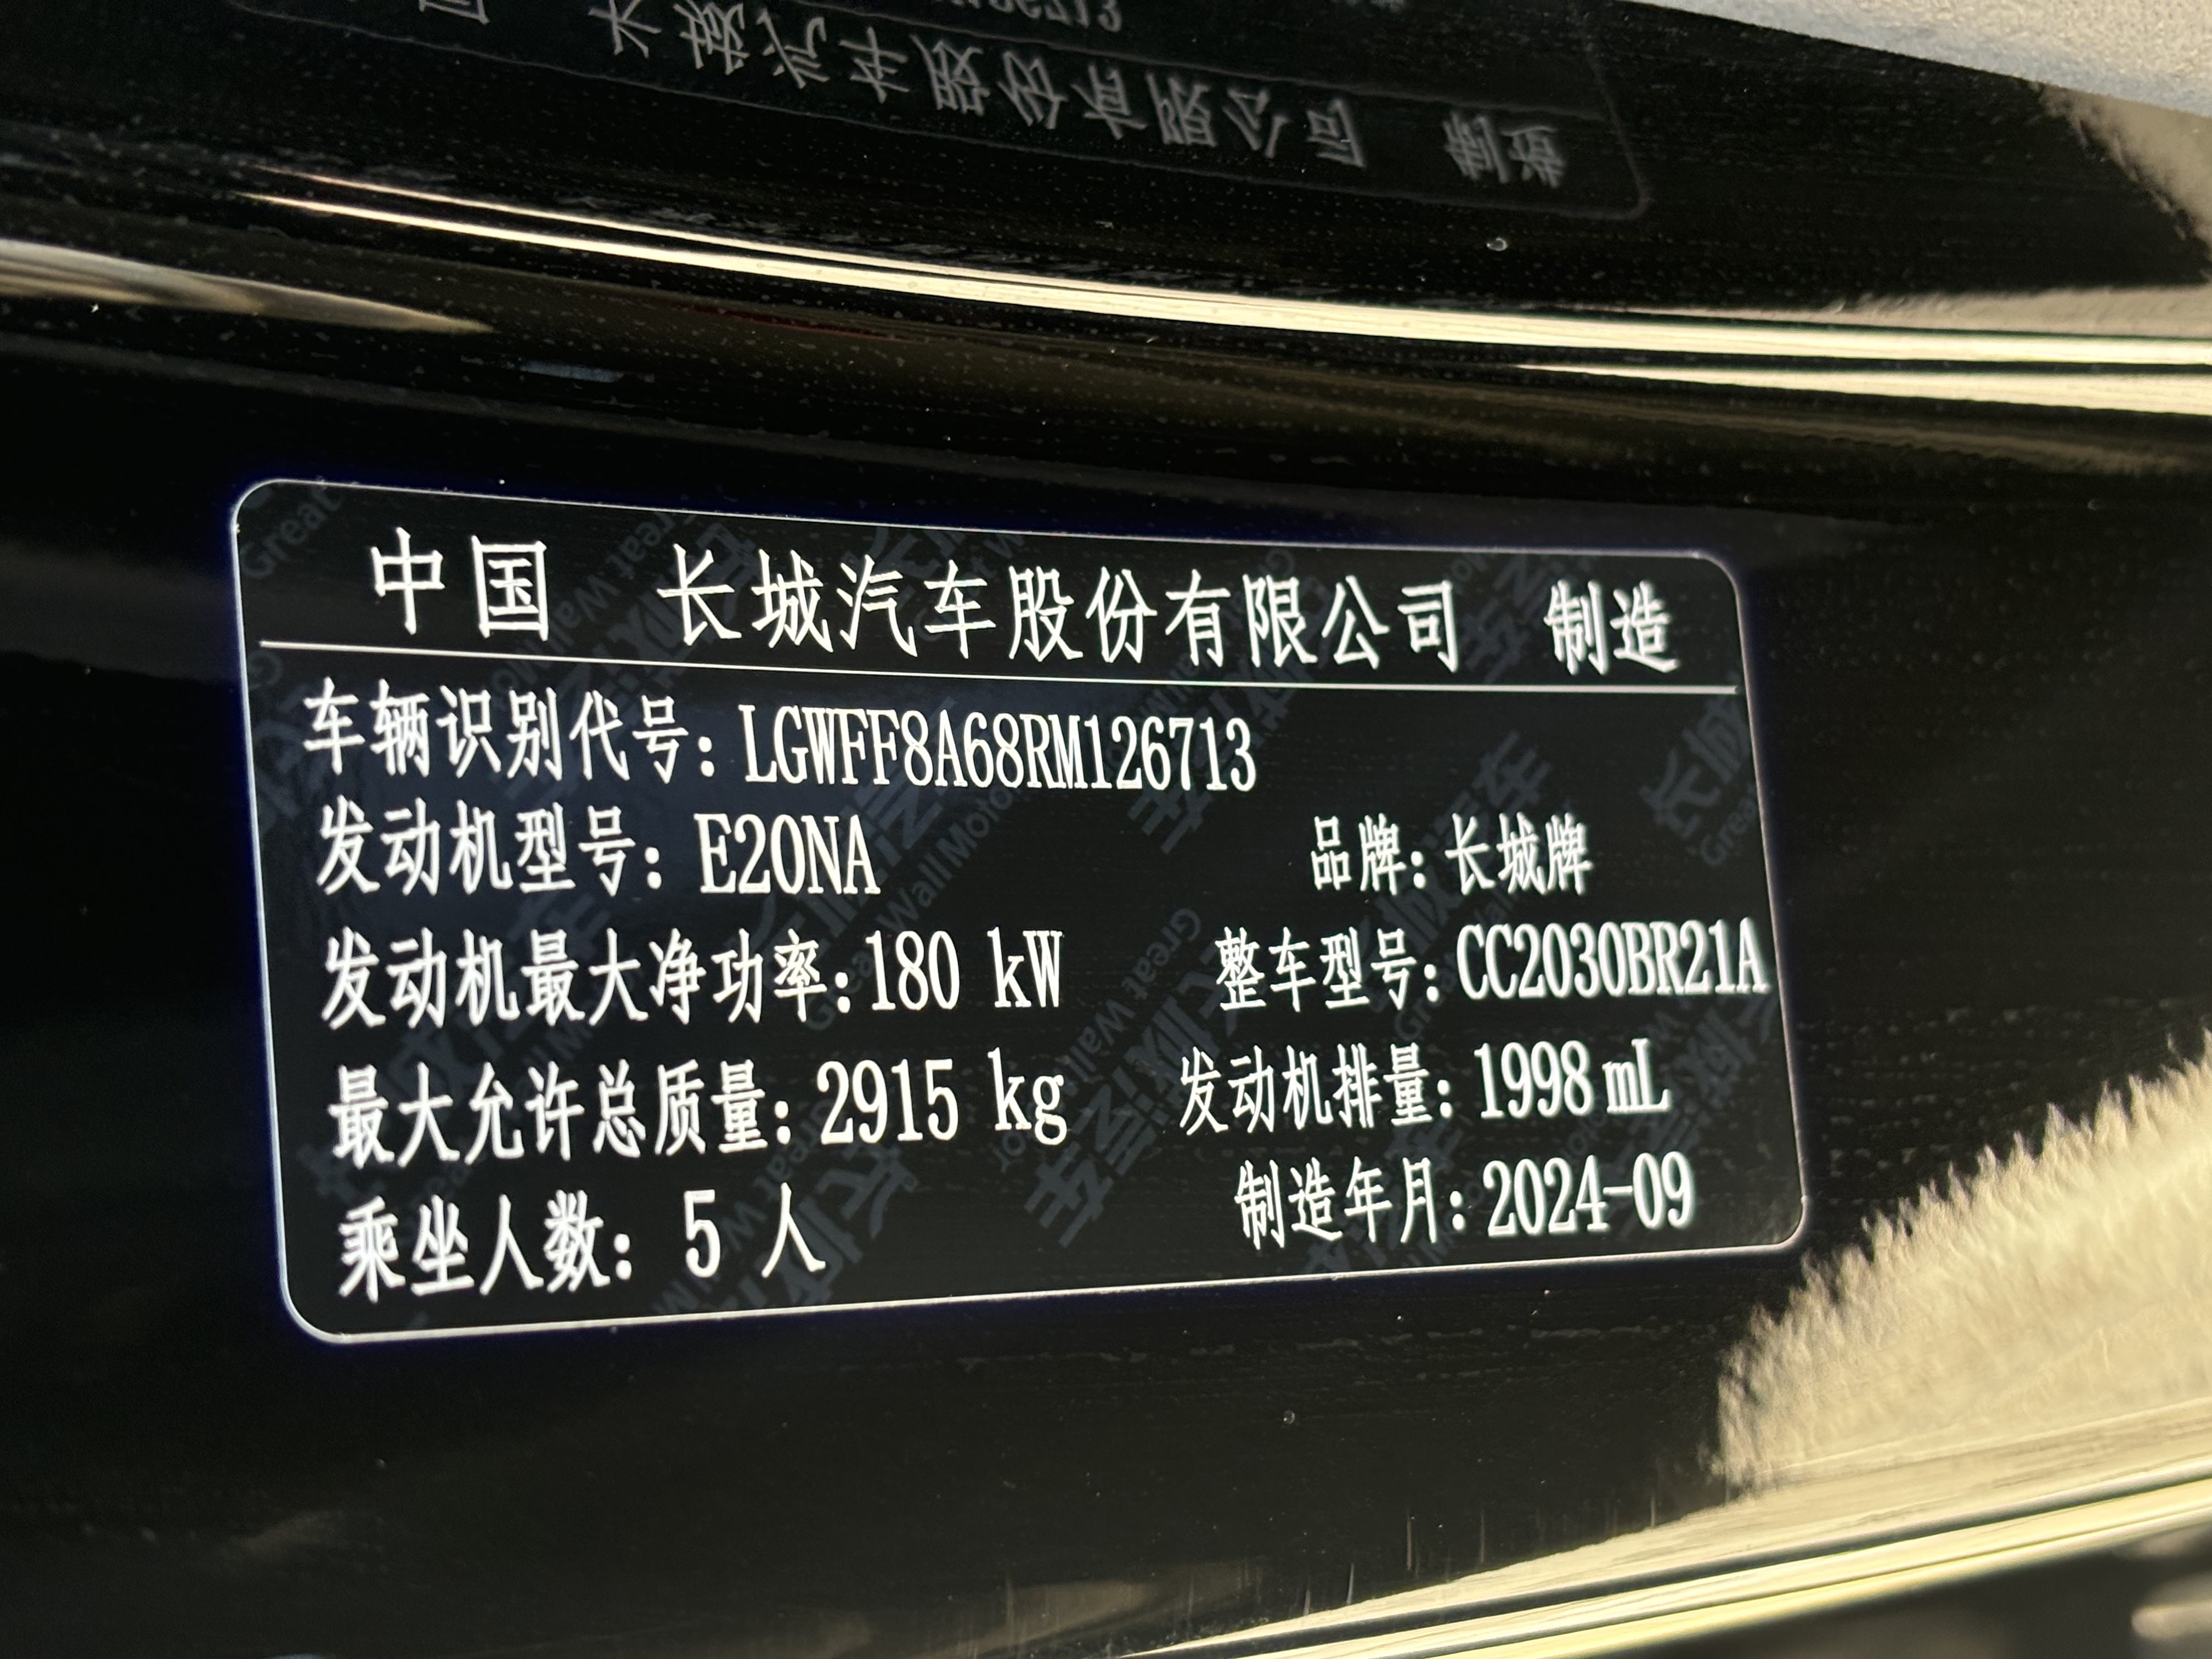 中国 长城汽车股份有限公司 制造
车辆识别代号：LGWFF8A68RM126713
发动机型号：E20NA
品牌：长城牌
发动机最大净功率：180 kW
整车型号：CC2030BR21A
最大允许总质量：2915 kg
发动机排量：1998 mL
乘坐人数：5 人
制造年月：2024-09